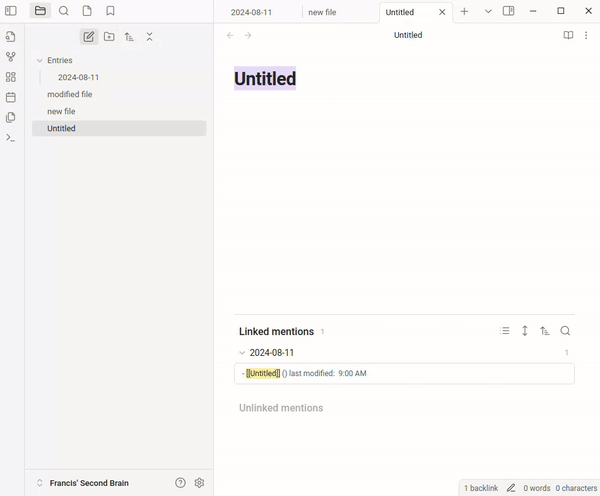 2024-08-11
new file
Untitled
Untitled
Entries
2024-08-11
modified file
new file
Untitled
Untitled
Linked mentions 1
2024-08-11 1
- [[Untitled]] () last modified: 9:00 AM
Unlinked mentions
Francis' Second Brain
1 backlink 0 words 0 characters